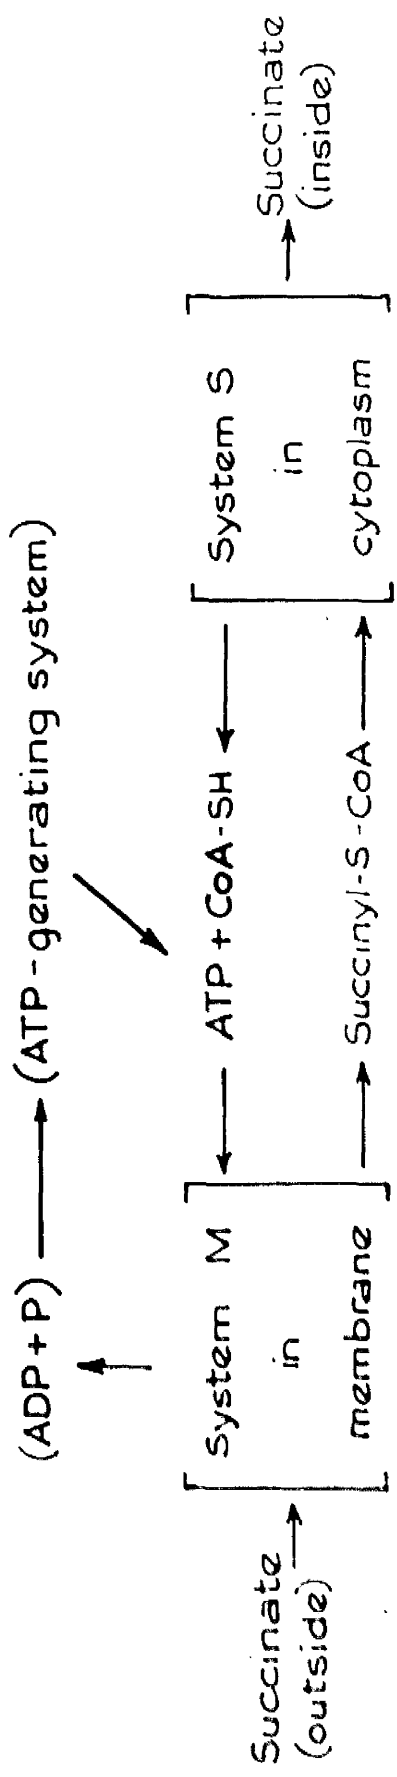 (ADP + P)
(ATP-generating system)
Succinate
(outside)
System M
in
membrane
ATP + CoA-SH
Succinyl-S-CoA
System S
in
cytoplasm
Succinate
(inside)